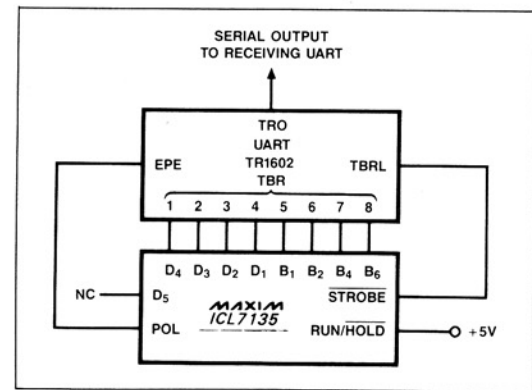 SERIAL OUTPUT
TO RECEIVING UART
TRO
UART
EPE TR1602 TBRL
TBR
1 2 3 4 5 6 7 8
D4 D3 D2 D1 B1 B2 B4 B6
NC D5 MAXIM STROBE
ICL7135
POL RUN/HOLD +5V